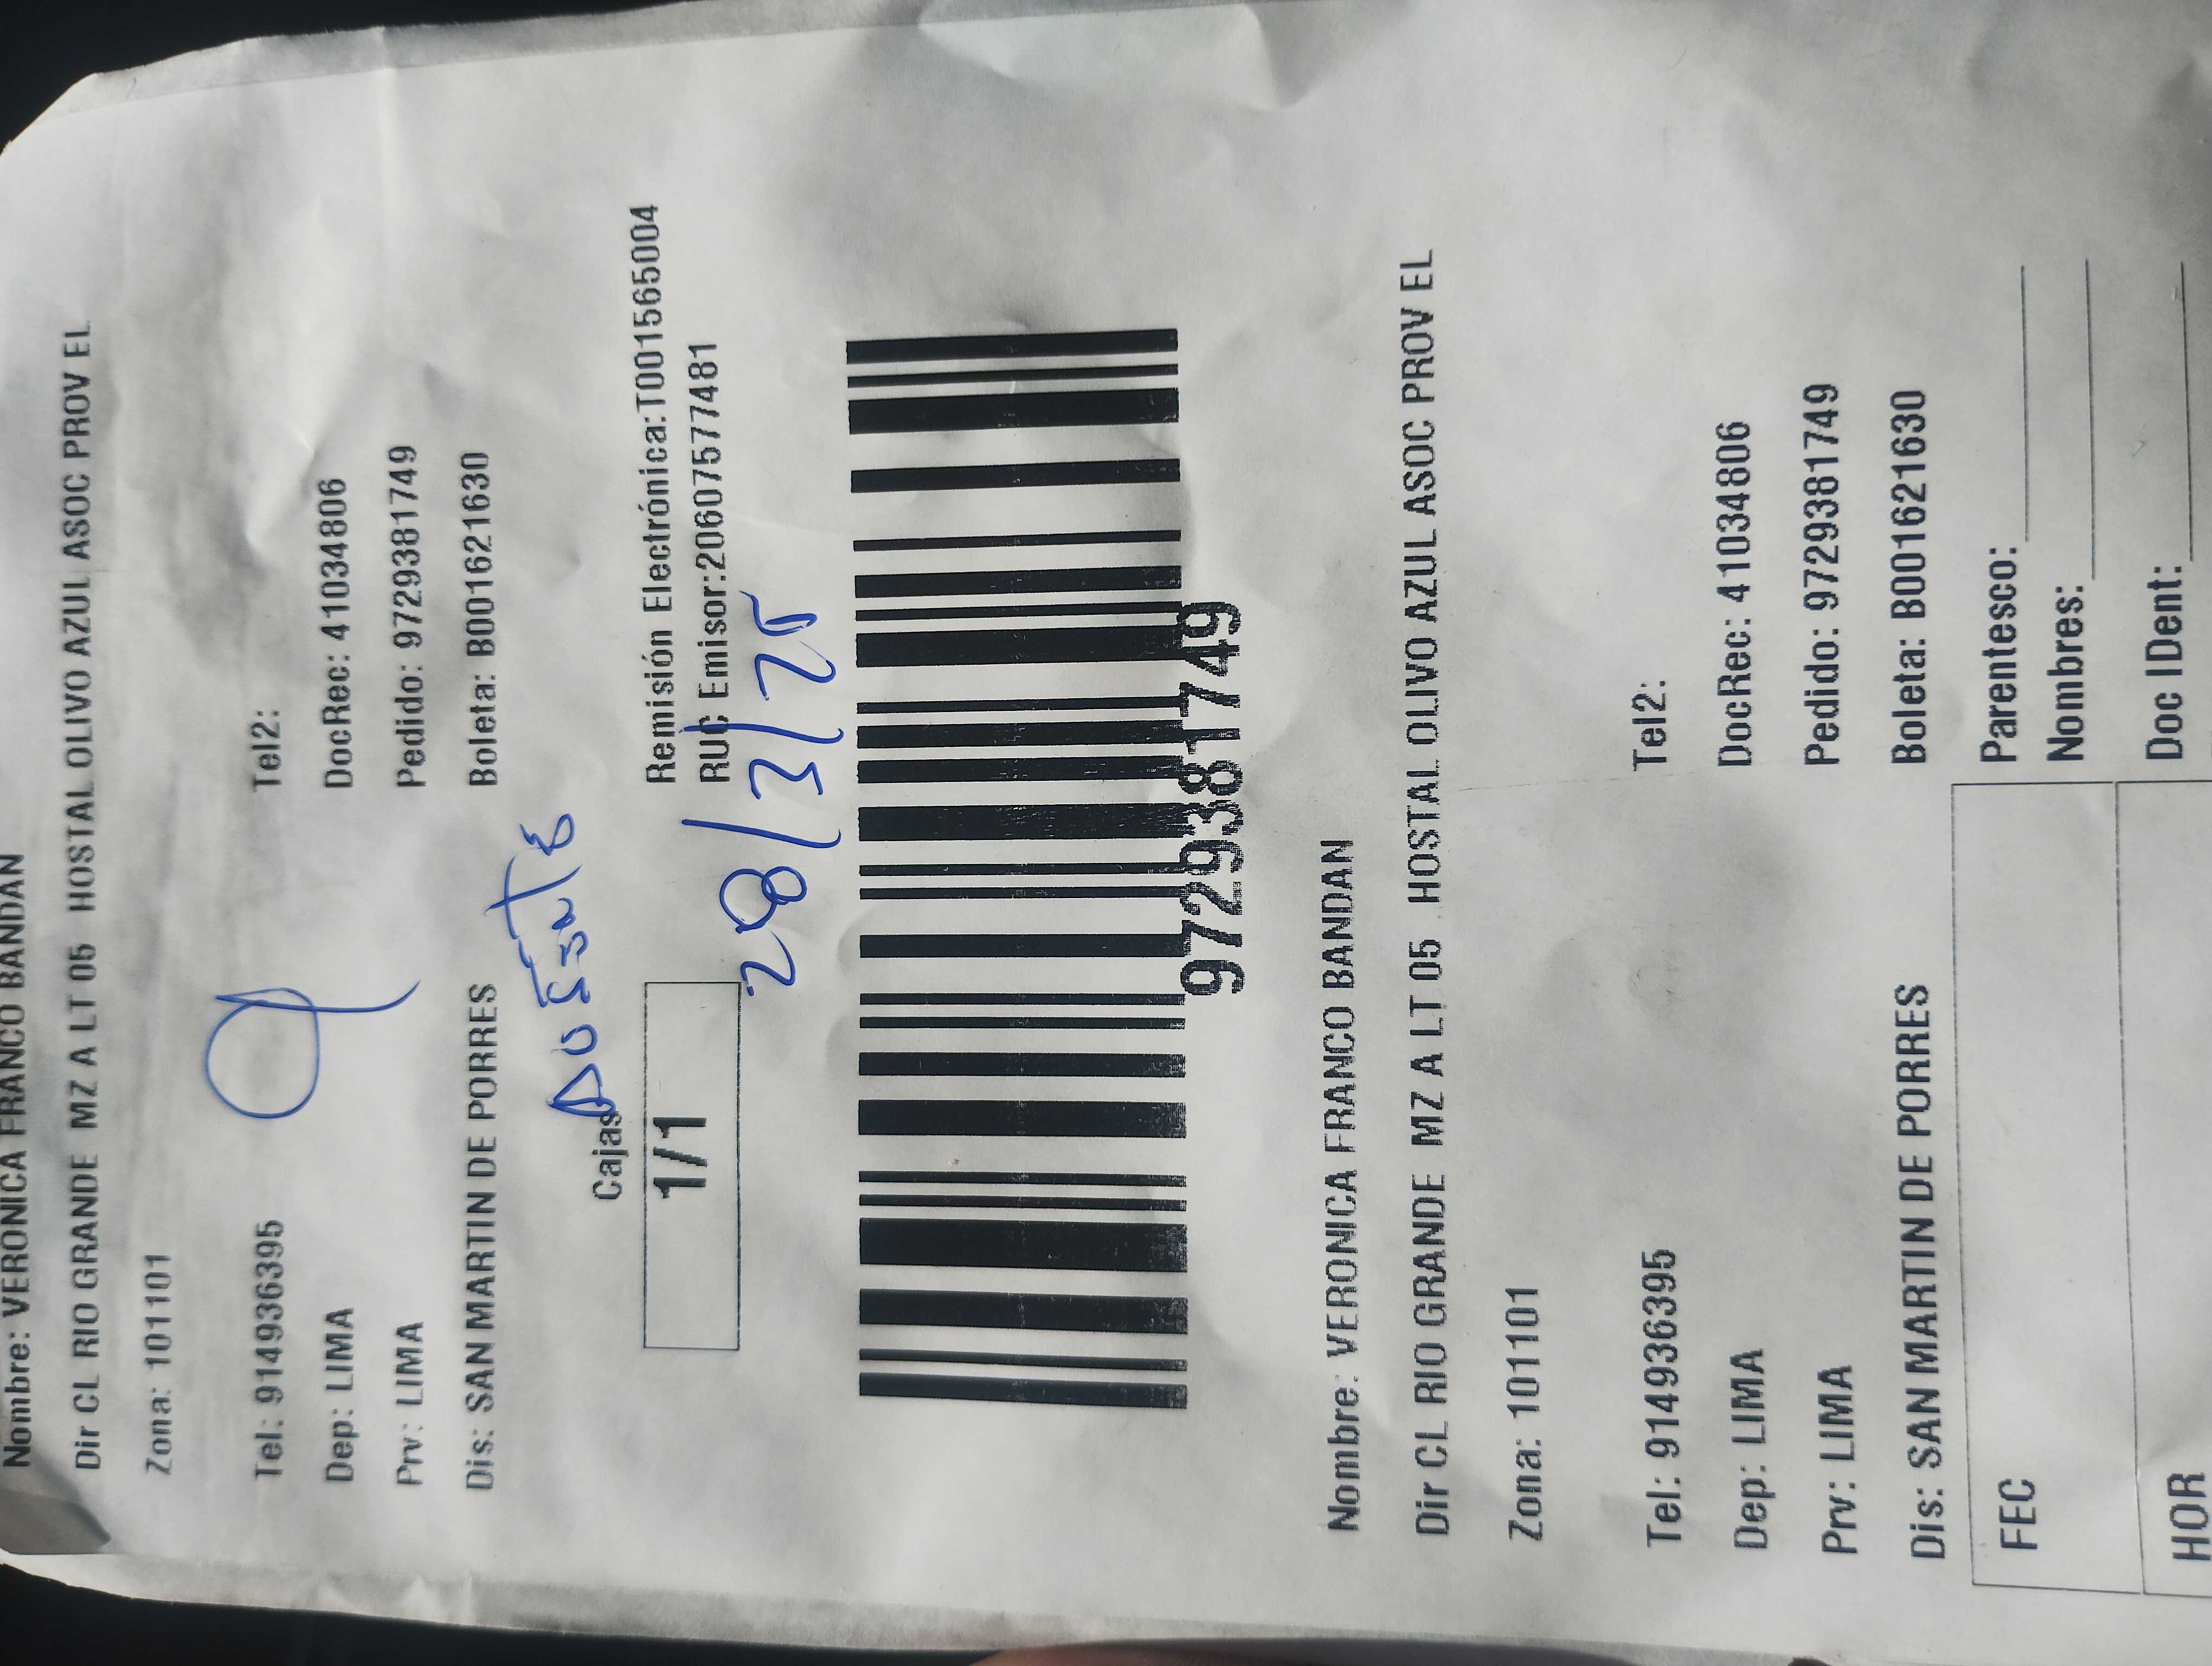 Nombre: VERONICA FRANCO BANDAN
Dir CL RIO GRANDE MZ A LT 05 HOSTAL OLIVO AZUL ASOC PROV EL
Zona: 101101
Tel: 914936395 Tel2:
Dep: LIMA DocRec: 41034806
Prv: LIMA Pedido: 9729381749
Dis: SAN MARTIN DE PORRES Boleta: B001621630
Cajas
1/1
Remisión Electrónica:T001565004
RUC Emisor:20607577481
28/3/25
9729381749
Nombre: VERONICA FRANCO BANDAN
Dir CL RIO GRANDE MZ A LT 05 HOSTAL OLIVO AZUL ASOC PROV EL
Zona: 101101
Tel: 914936395 Tel2:
Dep: LIMA DocRec: 41034806
Prv: LIMA Pedido: 9729381749
Dis: SAN MARTIN DE PORRES Boleta: B001621630
FEC Parentesco:
Nombres:
HOR Doc IDent: